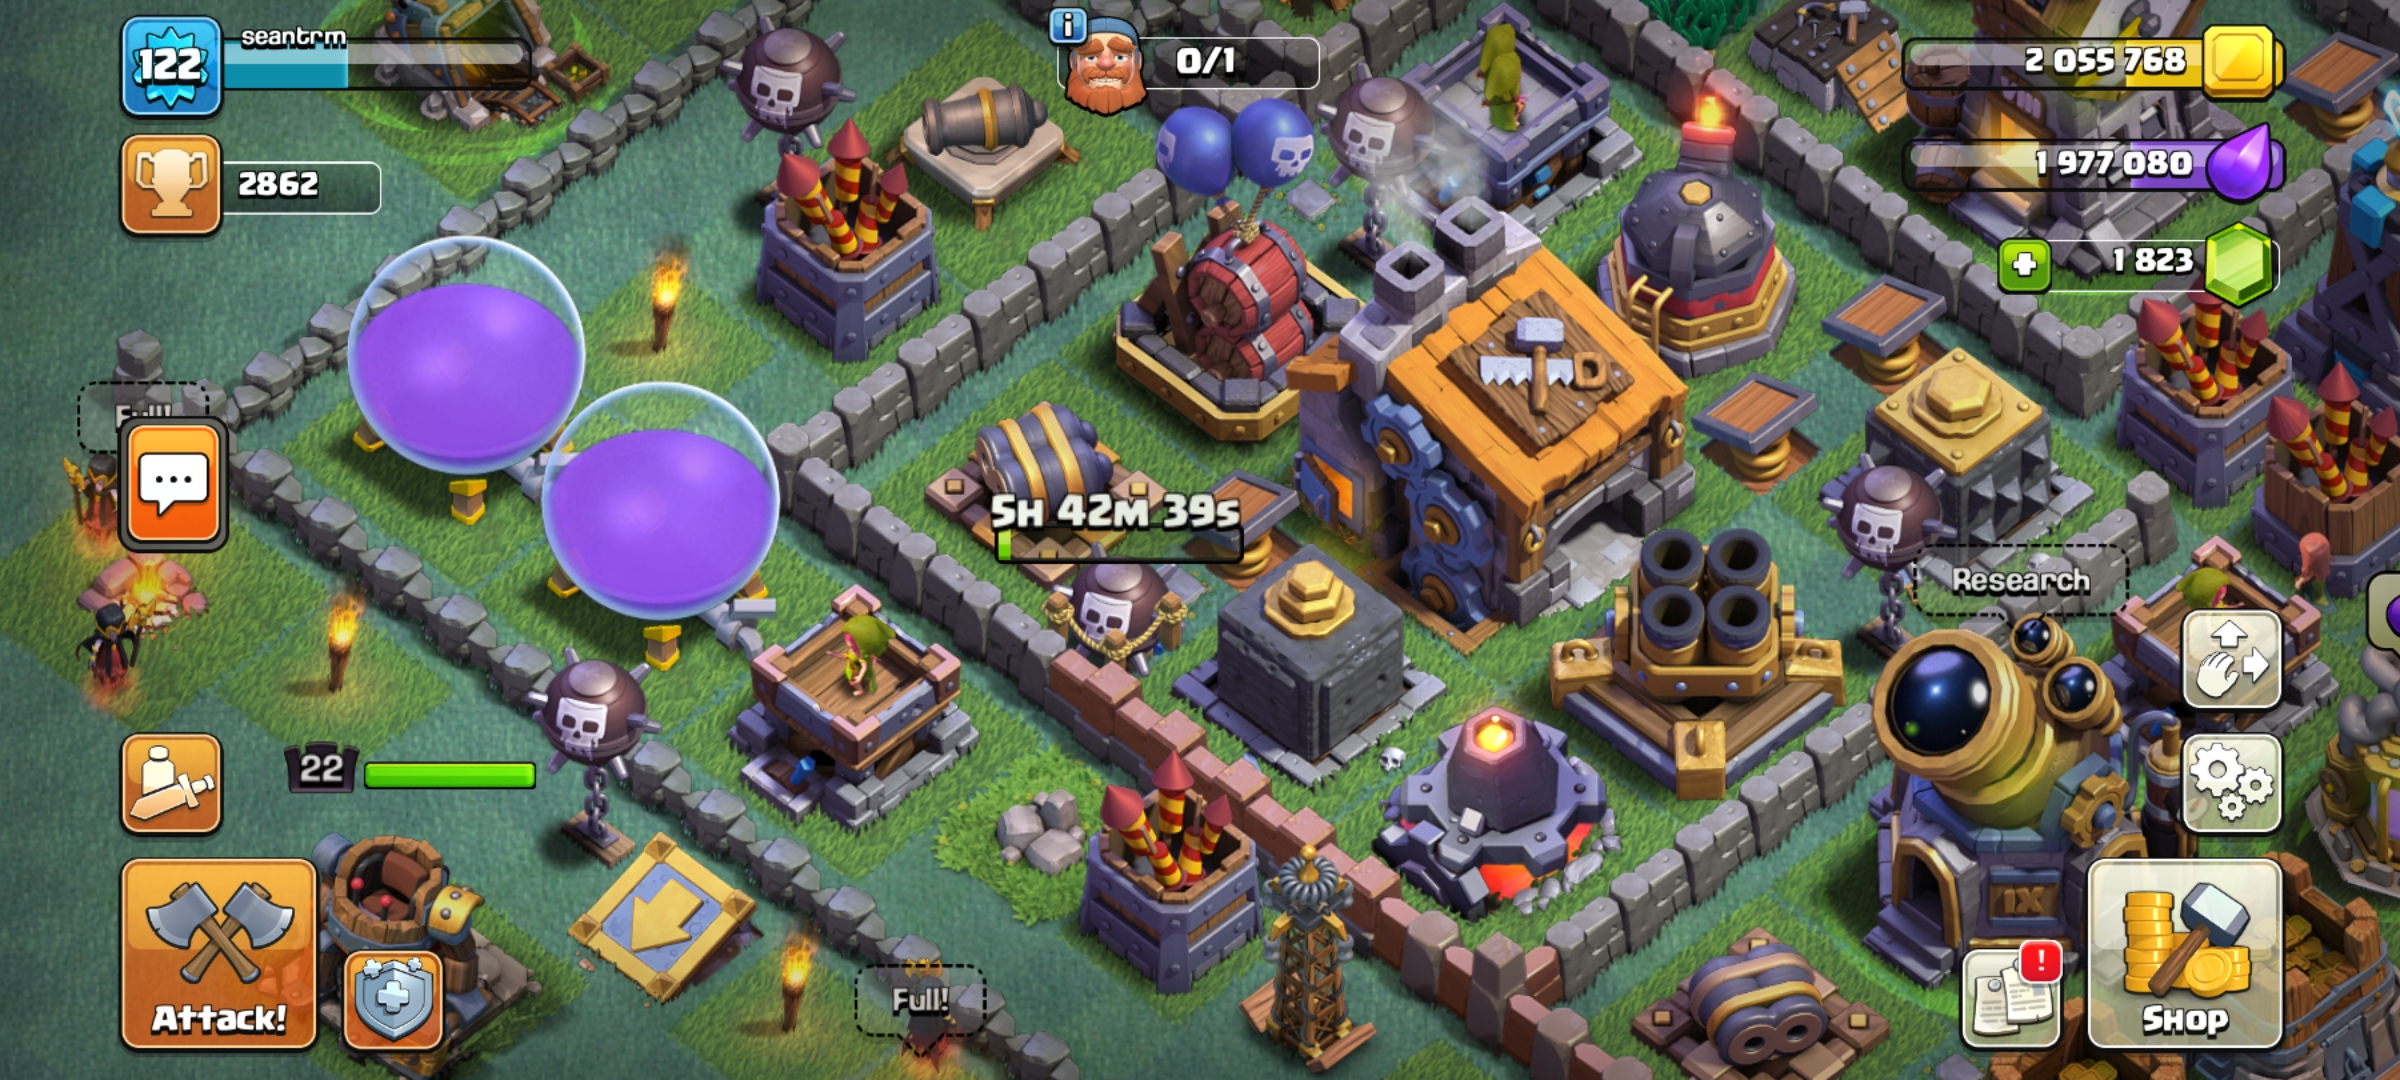 122
seantrm
i
0/1
2 055 768
1 977 080
1 823
2862
Full!
5H 42M 39s
Research
22
IX
Attack!
Full!
!
Shop